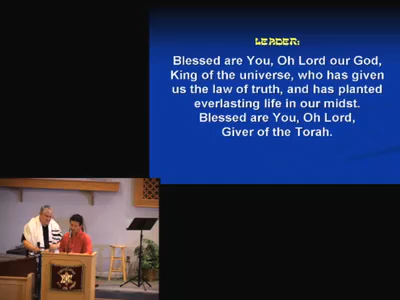 LEADER:
Blessed are You, Oh Lord our God,
King of the universe, who has given
us the law of truth, and has planted
everlasting life in our midst.
Blessed are You, Oh Lord,
Giver of the Torah.